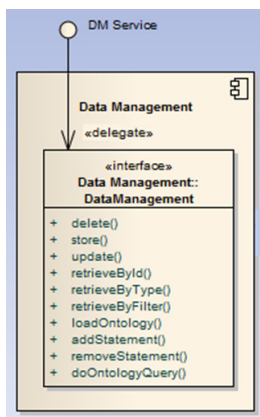 DM Service
Data Management
«delegate»
«interface»
Data Management::
DataManagement
+ delete()
+ store()
+ update()
+ retrieveById()
+ retrieveByType()
+ retrieveByFilter()
+ loadOntology()
+ addStatement()
+ removeStatement()
+ doOntologyQuery()